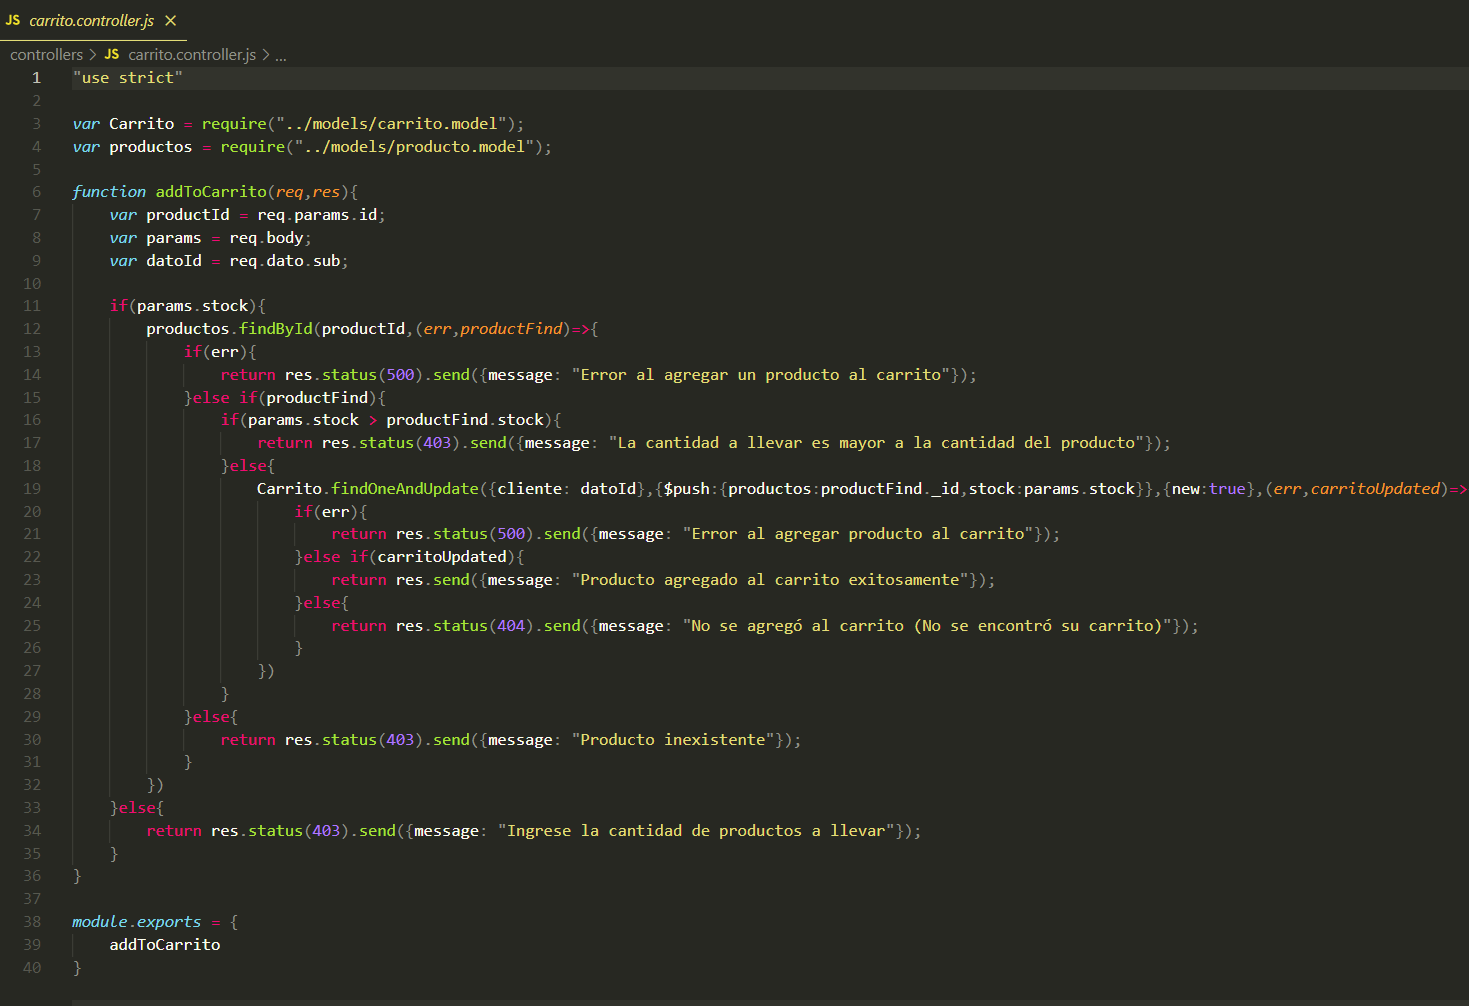 JS carrito.controller.js ×
controllers > JS carrito.controller.js > ...
1 "use strict"
2
3 var Carrito = require("../models/carrito.model");
4 var productos = require("../models/producto.model");
5
6 function addToCarrito(req,res){
7     var productId = req.params.id;
8     var params = req.body;
9     var datoId = req.dato.sub;
10
11     if(params.stock){
12         productos.findById(productId,(err,productFind)=>{
13             if(err){
14                 return res.status(500).send({message: "Error al agregar un producto al carrito"});
15             }else if(productFind){
16                 if(params.stock > productFind.stock){
17                     return res.status(403).send({message: "La cantidad a llevar es mayor a la cantidad del producto"});
18                 }else{
19                     Carrito.findOneAndUpdate({cliente: datoId},{$push:{productos:productFind._id,stock:params.stock}},{new:true},(err,carritoUpdated)=>
20                         if(err){
21                             return res.status(500).send({message: "Error al agregar producto al carrito"});
22                         }else if(carritoUpdated){
23                             return res.send({message: "Producto agregado al carrito exitosamente"});
24                         }else{
25                             return res.status(404).send({message: "No se agregó al carrito (No se encontró su carrito)"});
26                         }
27                     })
28                 }
29             }else{
30                 return res.status(403).send({message: "Producto inexistente"});
31             }
32         })
33     }else{
34         return res.status(403).send({message: "Ingrese la cantidad de productos a llevar"});
35     }
36 }
37
38 module.exports = {
39     addToCarrito
40 }